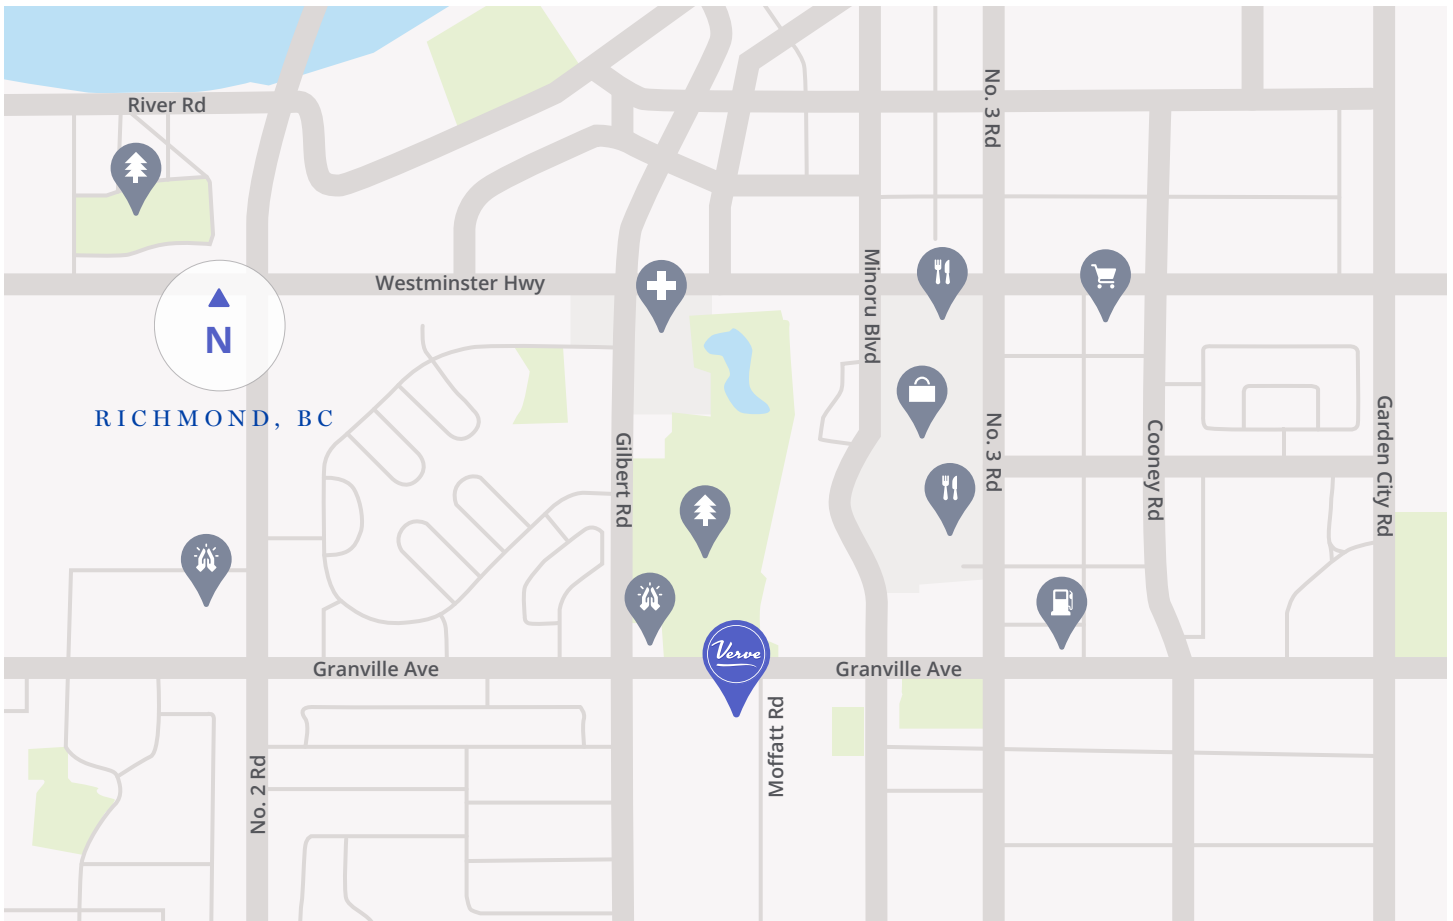 No. 3 Rd
River Rd
Westminster Hwy
Minoru Blvd
N
RICHMOND, BC
Gilbert Rd
No. 3 Rd
Cooney Rd
Garden City Rd
Verve
Granville Ave
Granville Ave
Moffatt Rd
No. 2 Rd